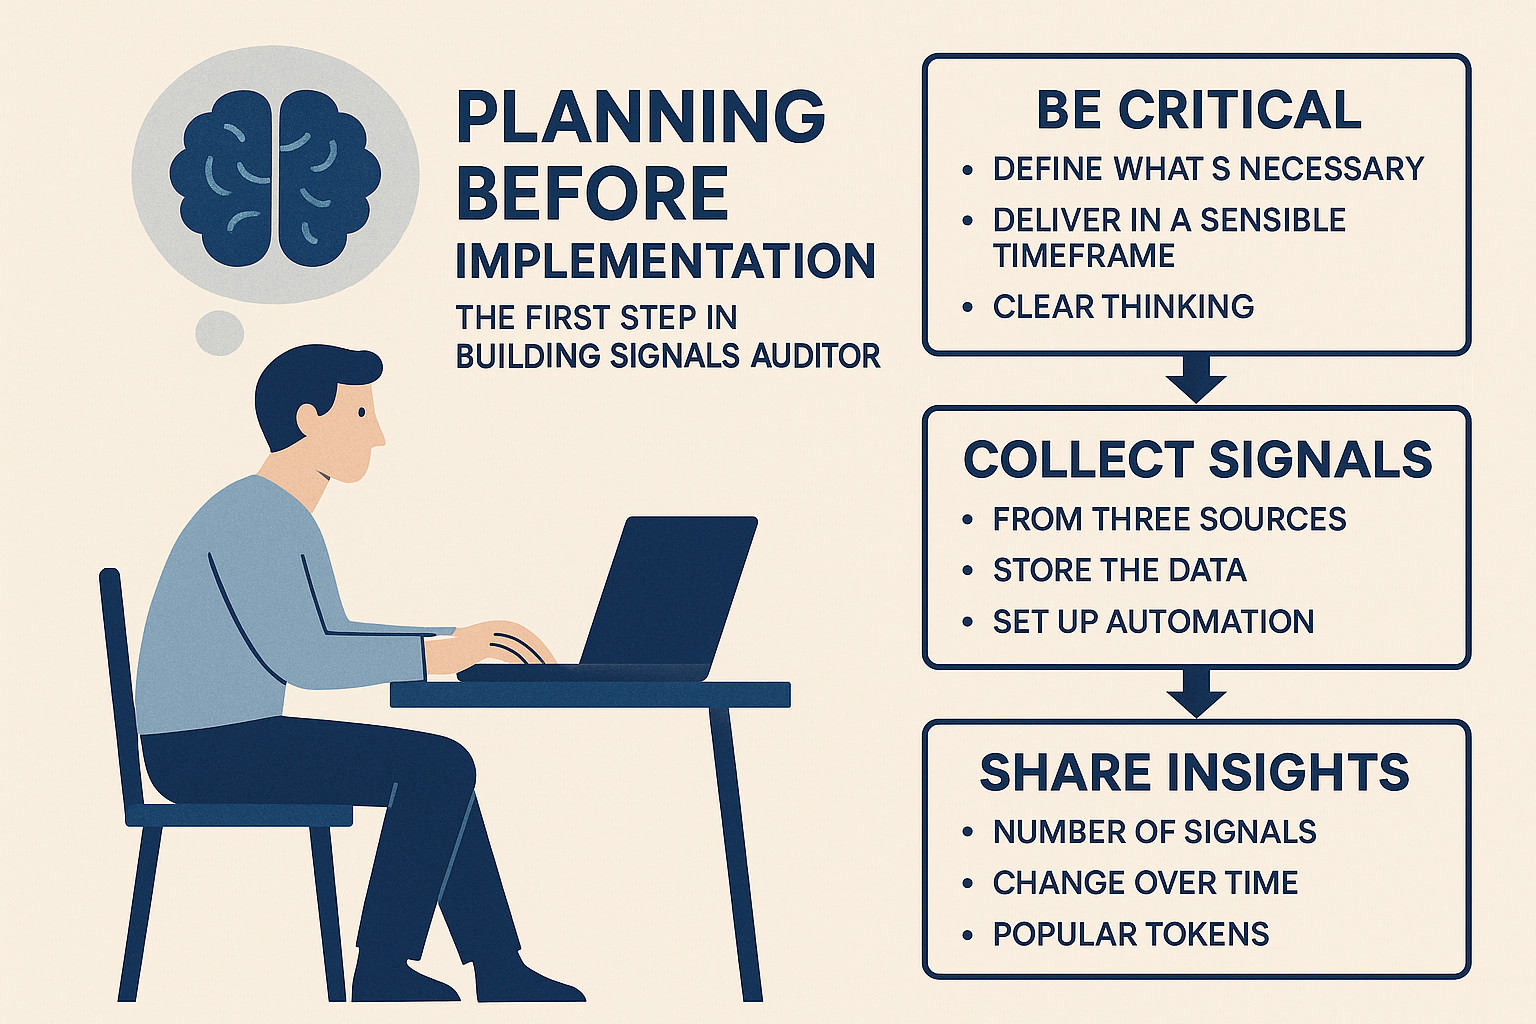 PLANNING
BEFORE
IMPLEMENTATION
THE FIRST STEP IN
BUILDING SIGNALS AUDITOR
BE CRITICAL
• DEFINE WHAT S NECESSARY
• DELIVER IN A SENSIBLE
TIMEFRAME
• CLEAR THINKING
COLLECT SIGNALS
• FROM THREE SOURCES
• STORE THE DATA
• SET UP AUTOMATION
SHARE INSIGHTS
• NUMBER OF SIGNALS
• CHANGE OVER TIME
• POPULAR TOKENS